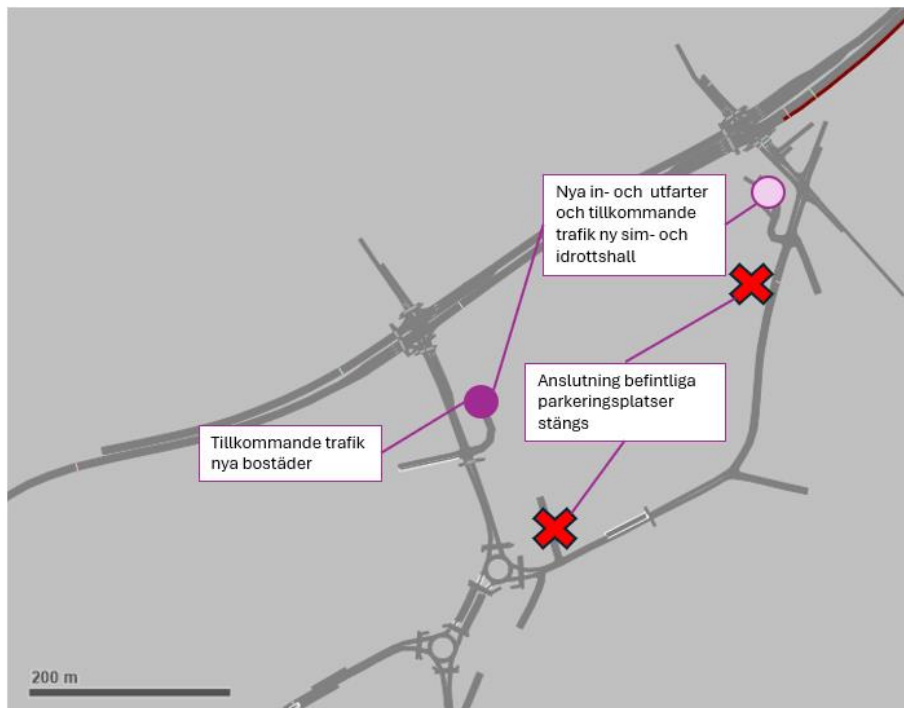 Nya in- och utfarter
och tillkommande
trafik ny sim- och
idrottshall
Anslutning befintliga
parkeringsplatser
stängs
Tillkommande trafik
nya bostäder
200 m